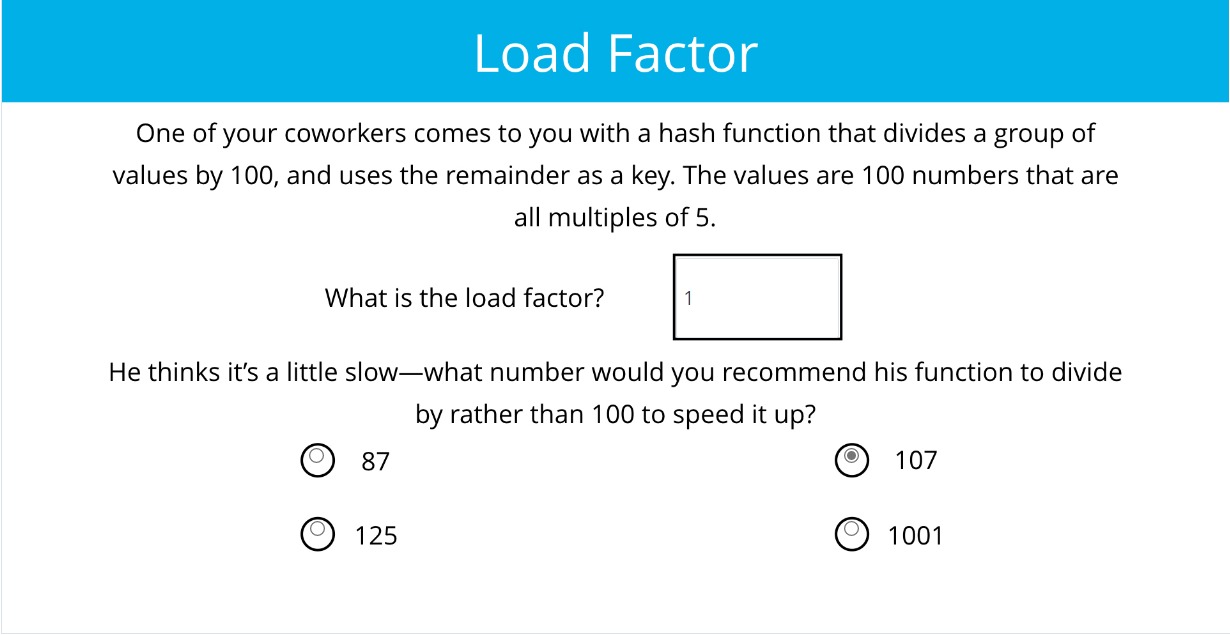 Load Factor
One of your coworkers comes to you with a hash function that divides a group of
values by 100, and uses the remainder as a key. The values are 100 numbers that are
all multiples of 5.
What is the load factor? 1
He thinks it’s a little slow—what number would you recommend his function to divide
by rather than 100 to speed it up?
87 107
125 1001